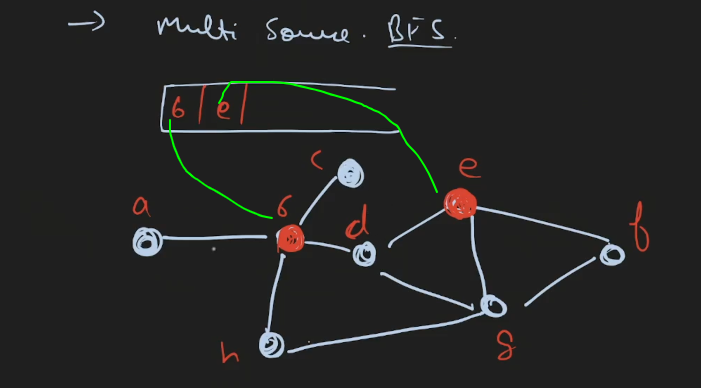 → Multi Source. BFS.
b | e |
c
e
a
b
d
f
h
g